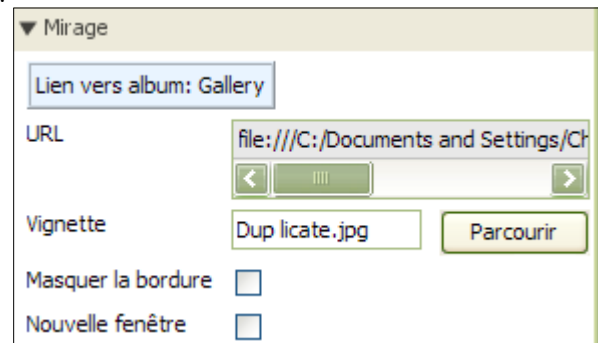 Mirage
Lien vers album: Gallery
URL
file:///C:/Documents and Settings/Ch
Vignette
Dup licate.jpg
Parcourir
Masquer la bordure
Nouvelle fenêtre